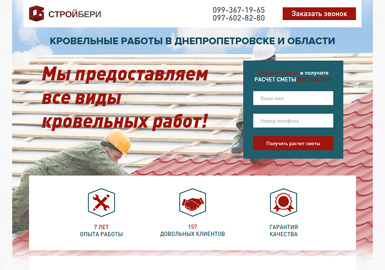 СТРОЙБЕРИ
099-367-19-65
097-602-82-80
Заказать звонок
КРОВЕЛЬНЫЕ РАБОТЫ В ДНЕПРОПЕТРОВСКЕ И ОБЛАСТИ
Мы предоставляем
все виды
кровельных работ!
и получите
РАСЧЕТ СМЕТЫ
Ваше имя
Номер телефона
Получить расчет сметы
7 ЛЕТ
ОПЫТА РАБОТЫ
157
ДОВОЛЬНЫХ КЛИЕНТОВ
ГАРАНТИЯ
КАЧЕСТВА